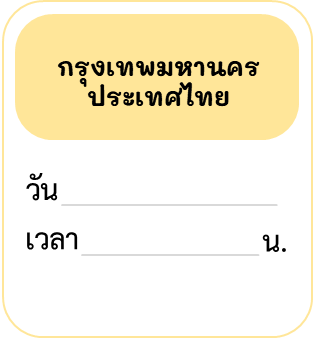 กรุงเทพมหานคร
ประเทศไทย
วัน
เวลา น.